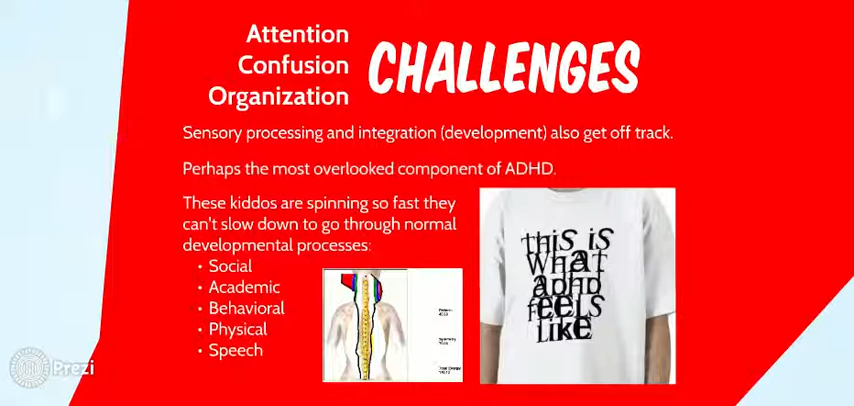 Attention
Confusion
Organization
CHALLENGES
Sensory processing and integration (development) also get off track.
Perhaps the most overlooked component of ADHD.
These kiddos are spinning so fast they
can't slow down to go through normal
developmental processes:
• Social
• Academic
• Behavioral
• Physical
• Speech
this is
What
aDhD
fEELS
LikE
Prezi